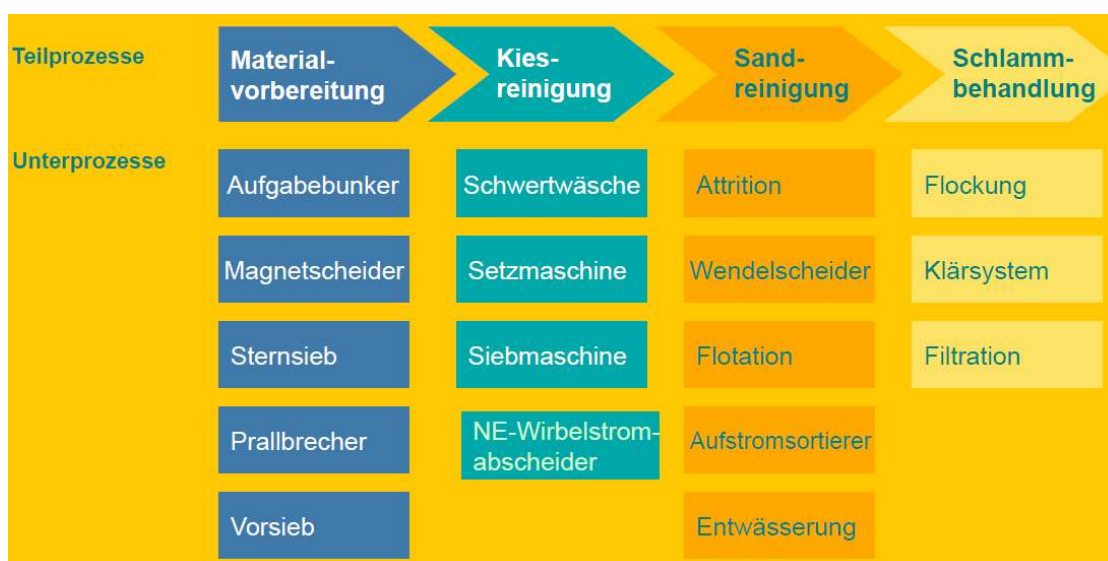 Teilprozesse
Material-
vorbereitung
Kies-
reinigung
Sand-
reinigung
Schlamm-
behandlung
Unterprozesse
Aufgabebunker
Schwertwäsche
Attrition
Flockung
Magnetscheider
Setzmaschine
Wendelscheider
Klärsystem
Sternsieb
Siebmaschine
Flotation
Filtration
Prallbrecher
NE-Wirbelstrom-
abscheider
Aufstromsortierer
Vorsieb
Entwässerung